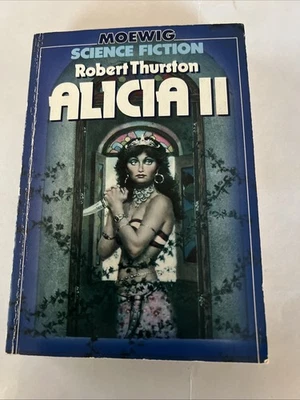 MOEWIG
SCIENCE FICTION
Robert Thurston
ALICIA II